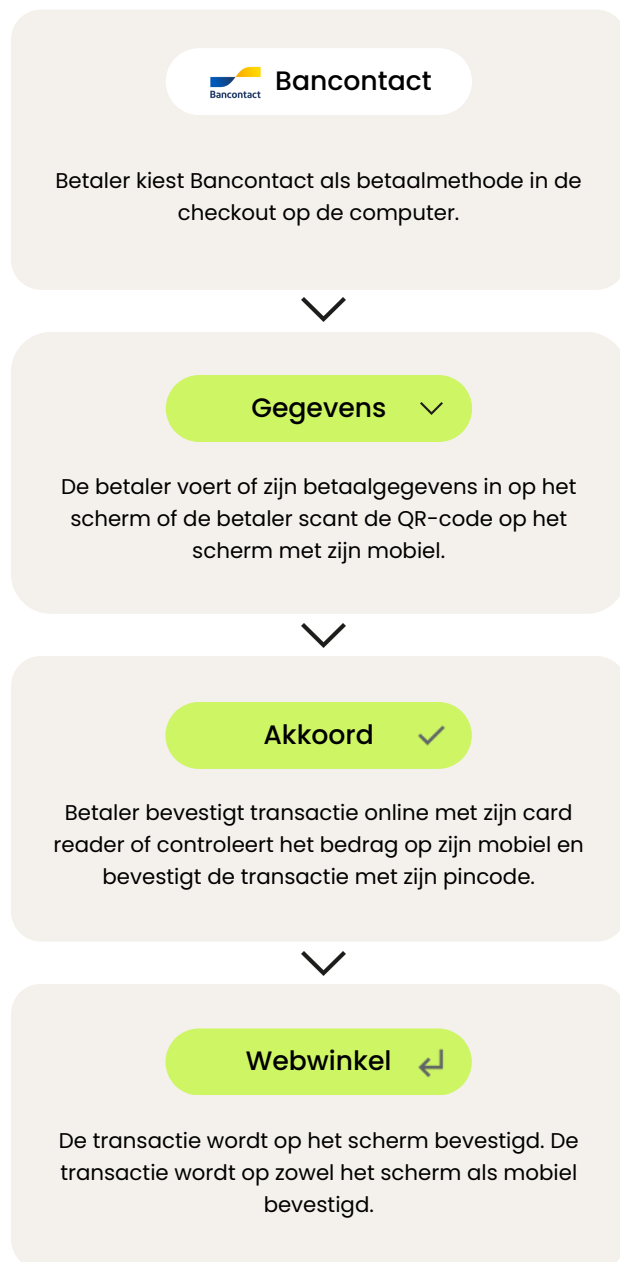 Bancontact
Bancontact
Betaler kiest Bancontact als betaalmethode in de
checkout op de computer.
Gegevens
De betaler voert of zijn betaalgegevens in op het
scherm of de betaler scant de QR-code op het
scherm met zijn mobiel.
Akkoord
Betaler bevestigt transactie online met zijn card
reader of controleert het bedrag op zijn mobiel en
bevestigt de transactie met zijn pincode.
Webwinkel
De transactie wordt op het scherm bevestigd. De
transactie wordt op zowel het scherm als mobiel
bevestigd.